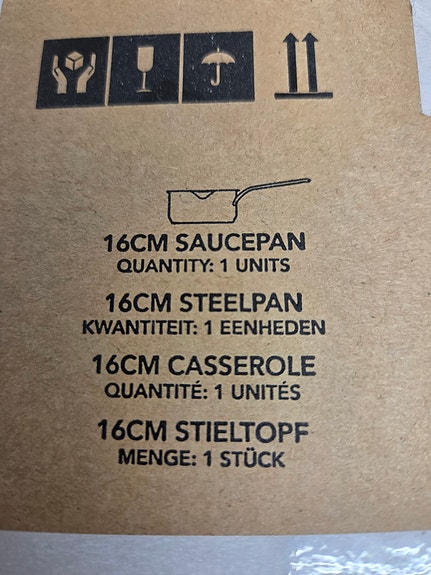 16CM SAUCEPAN
QUANTITY: 1 UNITS
16CM STEELPAN
KWANTITEIT: 1 EENHEDEN
16CM CASSEROLE
QUANTITÉ: 1 UNITÉS
16CM STIELTOPF
MENGE: 1 STÜCK